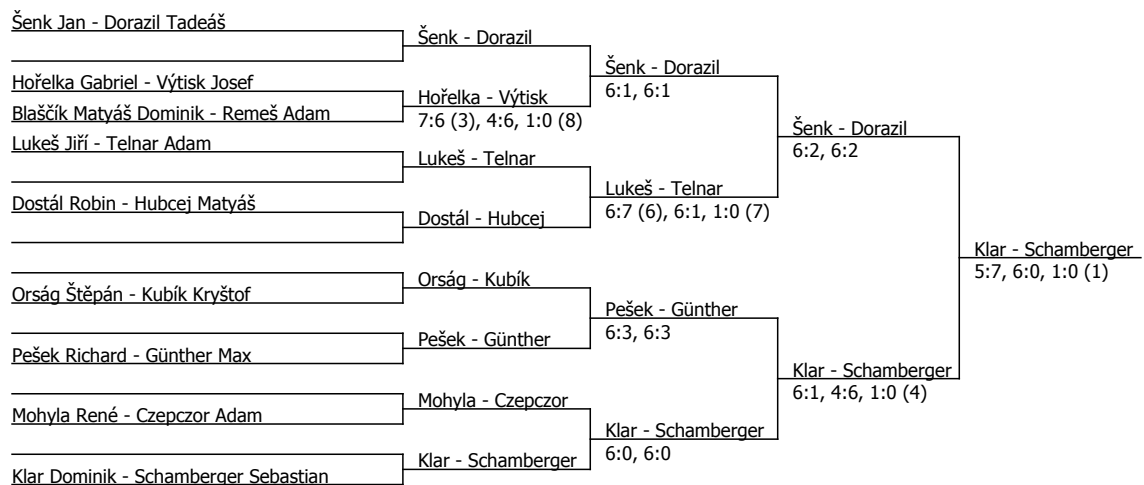 Šenk Jan - Dorazil Tadeáš
Hořelka Gabriel - Výtisk Josef
Blaščík Matyáš Dominik - Remeš Adam
Lukeš Jiří - Telnar Adam
Dostál Robin - Hubcej Matyáš
Orság Štěpán - Kubík Kryštof
Pešek Richard - Günther Max
Mohyla René - Czepczor Adam
Klar Dominik - Schamberger Sebastian
Šenk - Dorazil
Hořelka - Výtisk
7:6 (3), 4:6, 1:0 (8)
Lukeš - Telnar
Dostál - Hubcej
Orság - Kubík
Pešek - Günther
Mohyla - Czepczor
Klar - Schamberger
Šenk - Dorazil
6:1, 6:1
Lukeš - Telnar
6:7 (6), 6:1, 1:0 (7)
Pešek - Günther
6:3, 6:3
Klar - Schamberger
6:0, 6:0
Šenk - Dorazil
6:2, 6:2
Klar - Schamberger
6:1, 4:6, 1:0 (4)
Klar - Schamberger
5:7, 6:0, 1:0 (1)